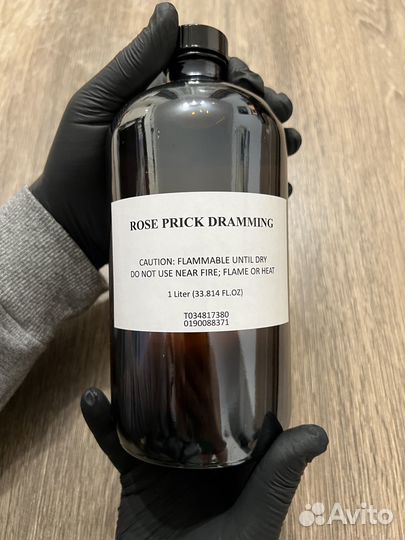 ROSE PRICK DRAMMING
CAUTION: FLAMMABLE UNTIL DRY
DO NOT USE NEAR FIRE; FLAME OR HEAT
1 Liter (33.814 FL.OZ)
T034817380
0190088371
Avito